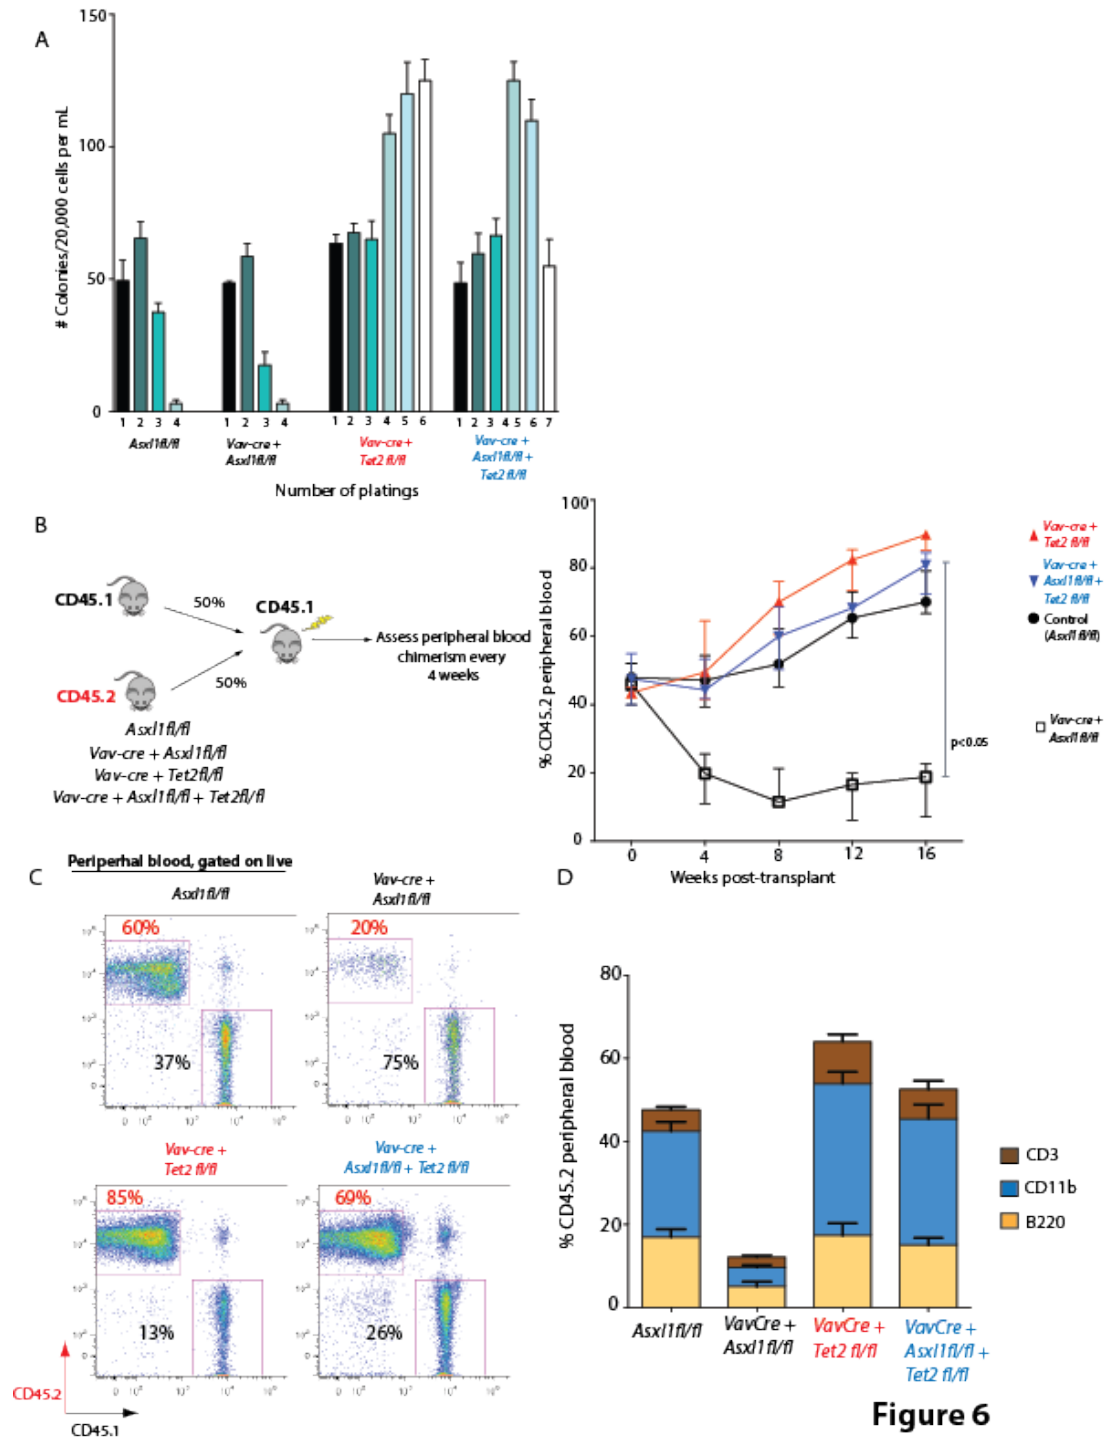 A
150
100
50
0
# Colonies/20,000 cells per mL
1 2 3 4 1 2 3 4 1 2 3 4 5 6 1 2 3 4 5 6 7
Asxl1fl/fl
Vav-cre +
Asxl1fl/fl
Vav-cre +
Tet2 fl/fl
Vav-cre +
Asxl1fl/fl +
Tet2 fl/fl
Number of platings
B
CD45.1
50%
CD45.1
CD45.2
50%
Assess peripheral blood
chimerism every
4 weeks
Asxl1fl/fl
Vav-cre + Asxl1fl/fl
Vav-cre + Tet2fl/fl
Vav-cre + Asxl1fl/fl + Tet2fl/fl
100
80
60
40
20
0
% CD45.2 peripheral blood
0 4 8 12 16
Weeks post-transplant
p<0.05
Vav-cre +
Tet2 fl/fl
Vav-cre +
Asxl1fl/fl +
Tet2 fl/fl
Control
(Asxl1fl/fl)
Vav-cre +
Asxl1fl/fl
C
Periperhal blood, gated on live
Asxl1fl/fl
60%
37%
Vav-cre +
Asxl1fl/fl
20%
75%
Vav-cre +
Tet2 fl/fl
85%
13%
Vav-cre +
Asxl1fl/fl + Tet2 fl/fl
69%
26%
CD45.2
CD45.1
D
80
60
40
20
0
% CD45.2 peripheral blood
Asxl1fl/fl
VavCre +
Asxl1fl/fl
VavCre +
Tet2 fl/fl
VavCre +
Asxl1fl/fl +
Tet2 fl/fl
CD3
CD11b
B220
Figure 6